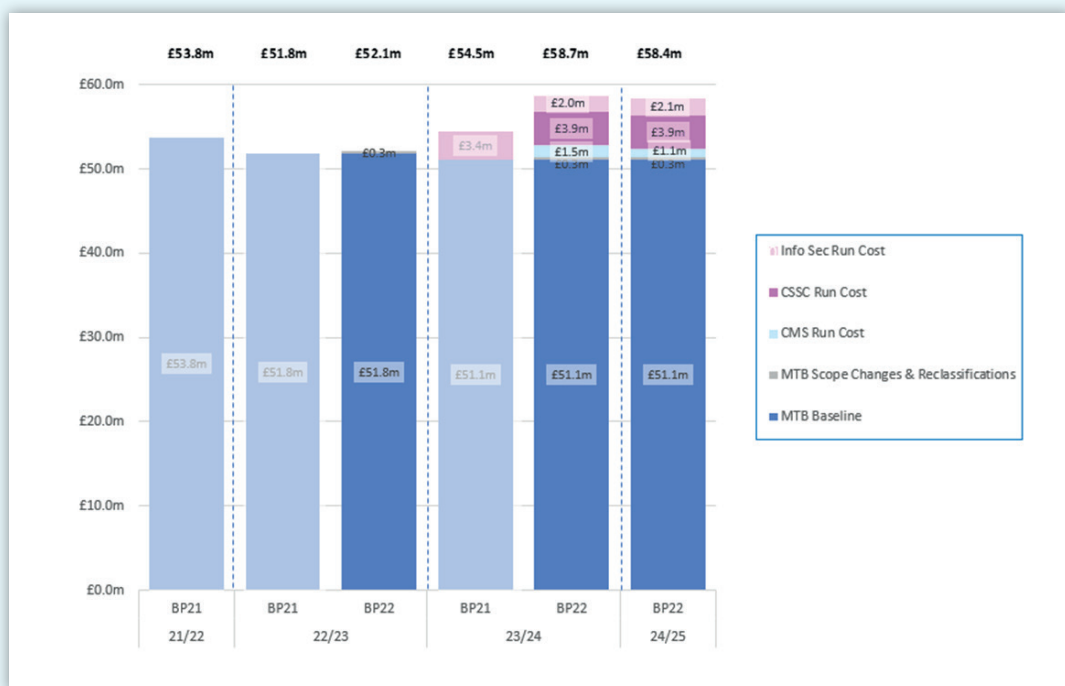 £53.8m £51.8m £52.1m £54.5m £58.7m £58.4m
£60.0m
£2.0m £2.1m
£3.4m £3.9m £3.9m
£0.3m £1.5m £1.1m
£50.0m £0.3m £0.3m
£40.0m
£30.0m
£53.8m £51.8m £51.8m £51.1m £51.1m £51.1m
£20.0m
£10.0m
£0.0m
BP21 BP21 BP22 BP21 BP22 BP22
21/22 22/23 23/24 24/25
Info Sec Run Cost
CSSC Run Cost
CMS Run Cost
MTB Scope Changes & Reclassifications
MTB Baseline